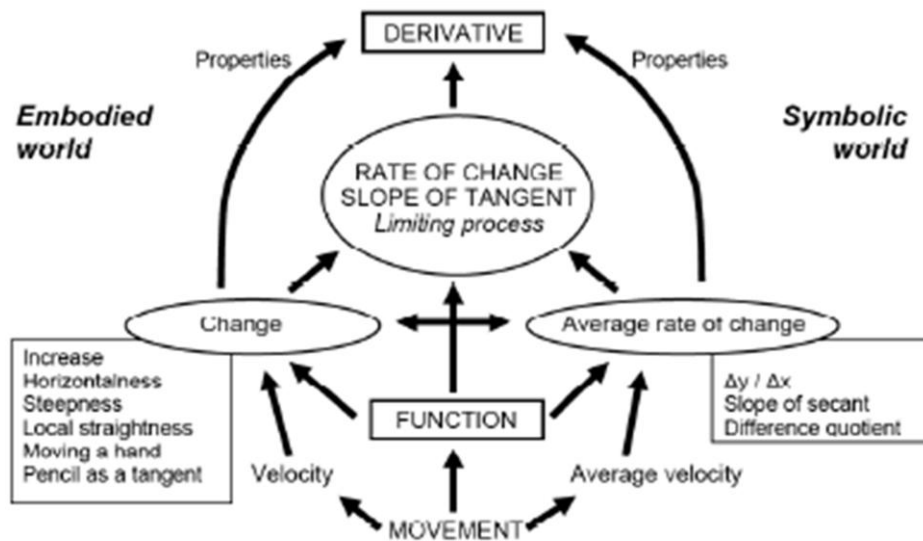 DERIVATIVE
Properties
Properties
Embodied
world
Symbolic
world
RATE OF CHANGE
SLOPE OF TANGENT
Limiting process
Change
Average rate of change
Increase
Horizontalness
Steepness
Local straightness
Moving a hand
Pencil as a tangent
Δy / Δx
Slope of secant
Difference quotient
FUNCTION
Velocity
Average velocity
MOVEMENT